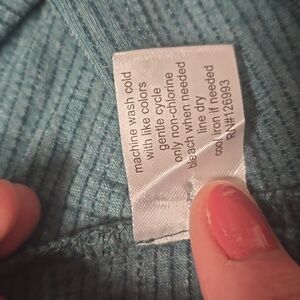 machine wash cold
with like colors
gentle cycle
only non-chlorine
bleach when needed
line dry
cool iron if needed
RN#126993